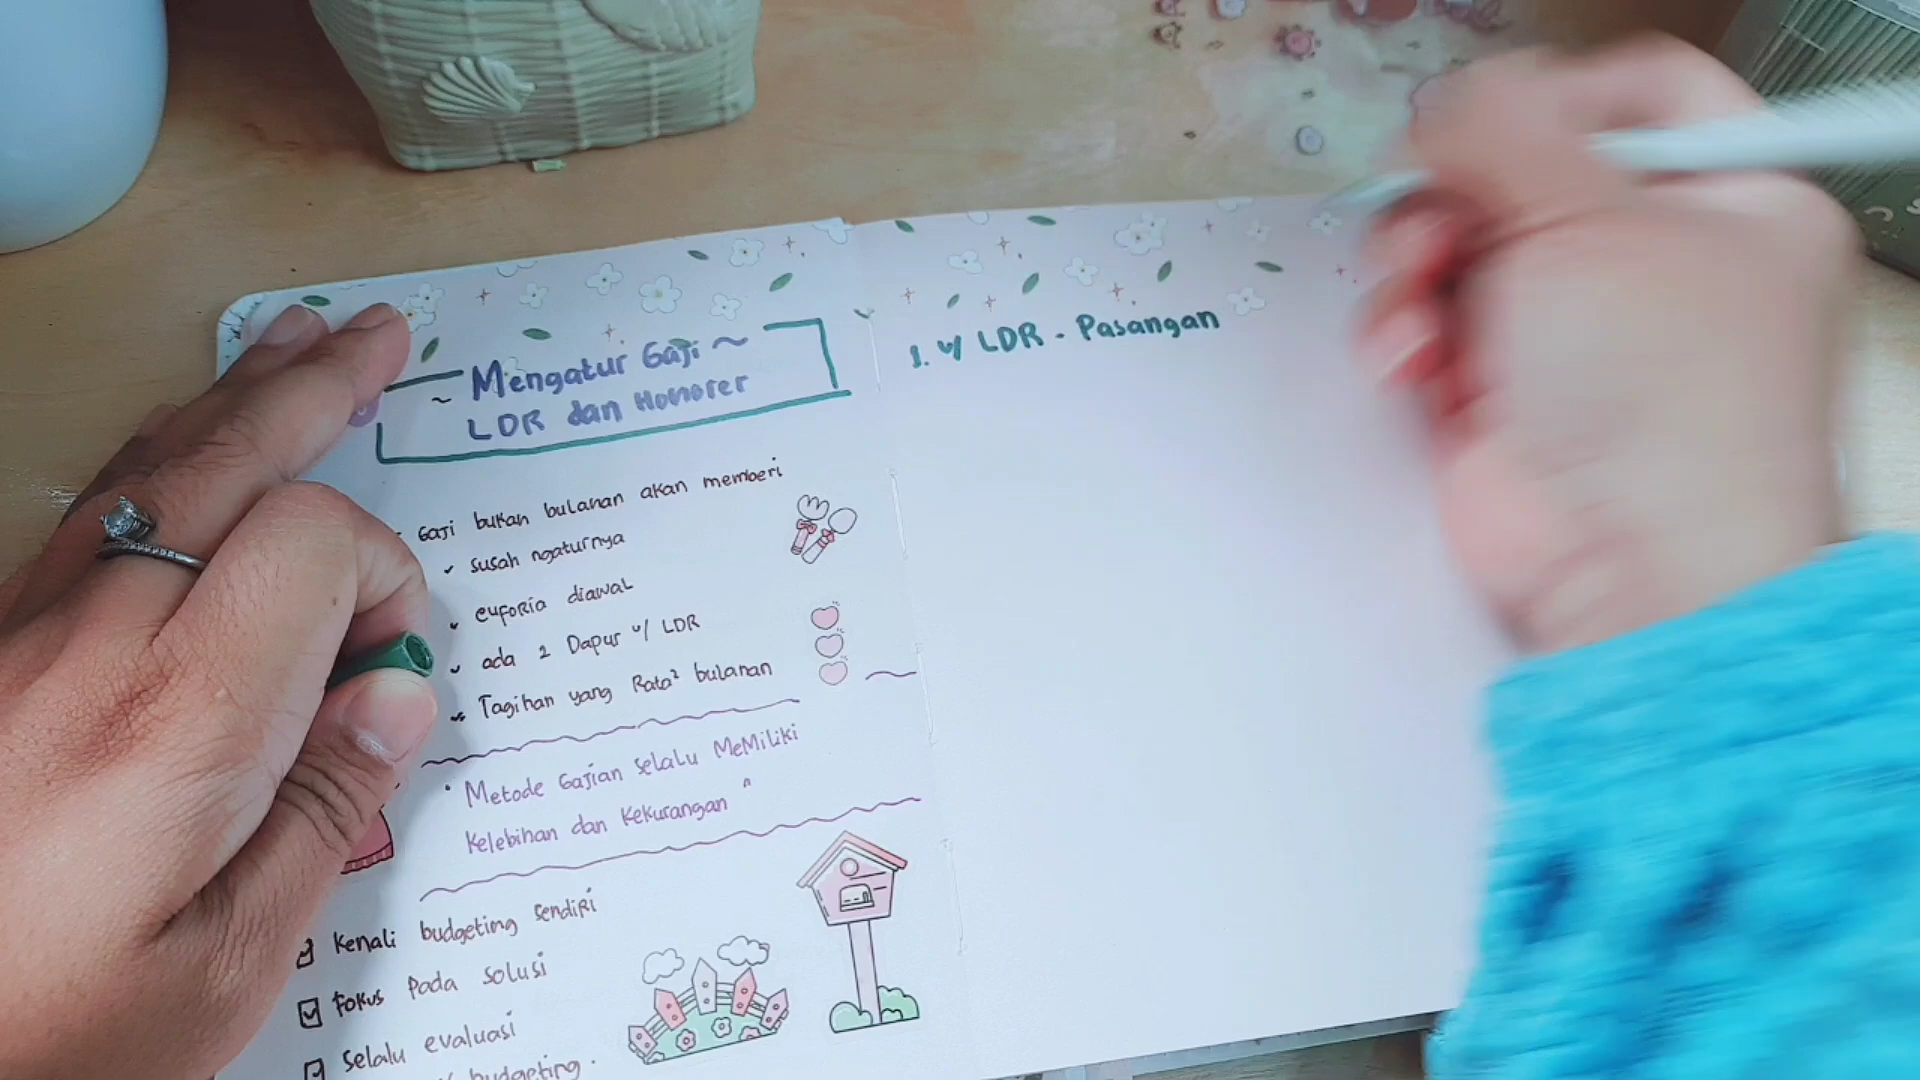 ~ Mengatur Gaji ~
LDR dan Honorer
- Gaji bukan bulanan akan memberi
✓ susah ngaturnya
✓ euforia diawal
✓ ada 2 Dapur u/ LDR
✓ Tagihan yang Rata² bulanan
" Metode Gajian selalu MeMiliki
Kelebihan dan Kekurangan "
Kenali budgeting sendiri
fokus Pada solusi
Selalu evaluasi
budgeting.
1. u/ LDR - Pasangan